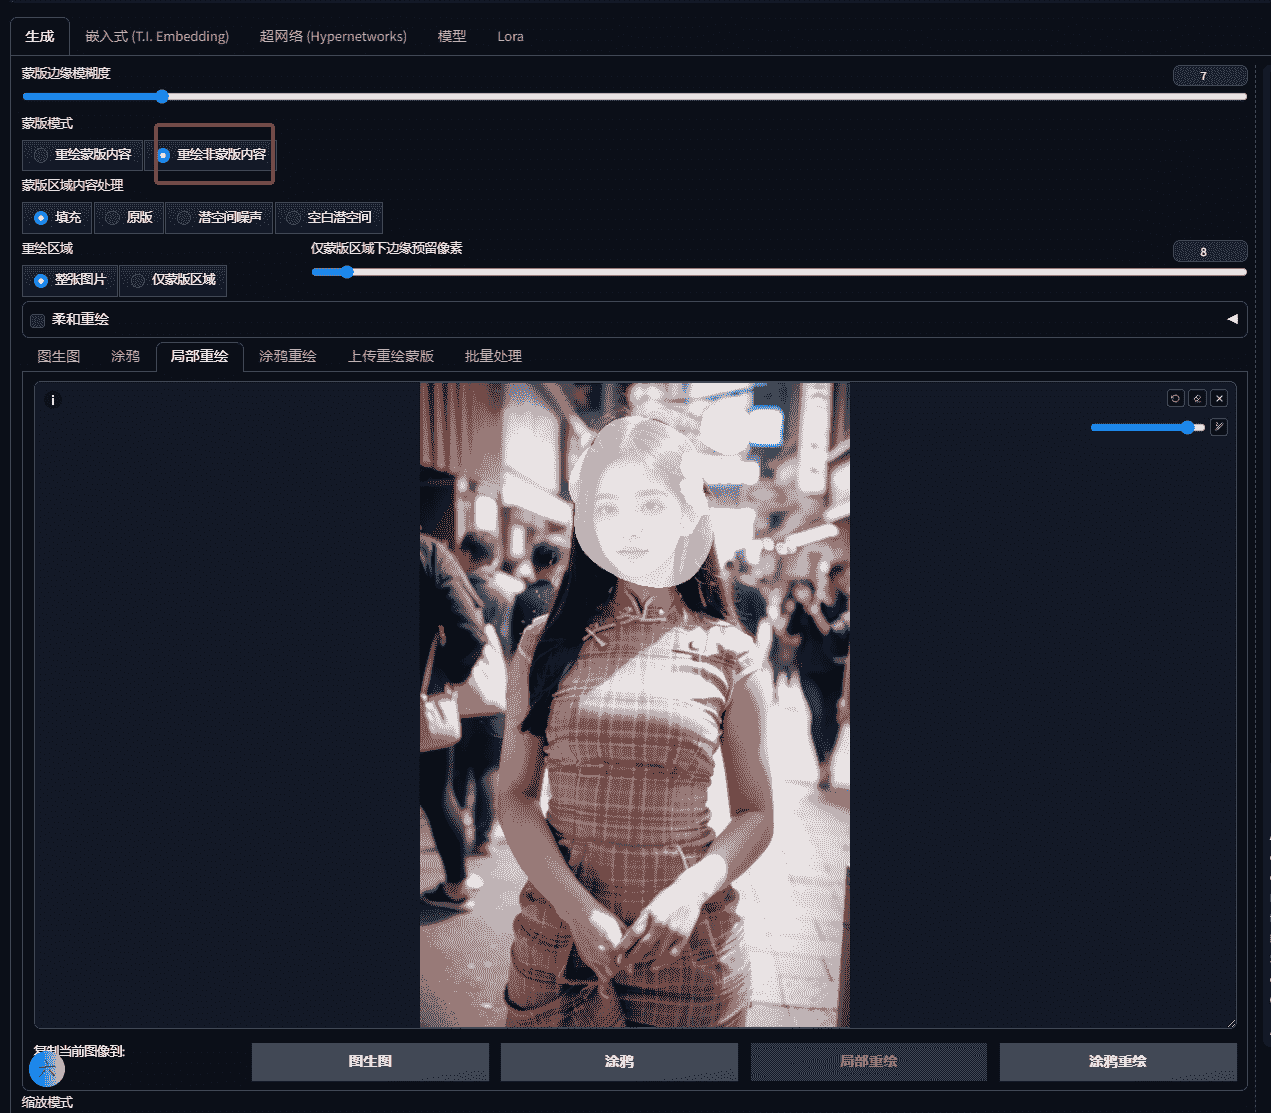 生成 嵌入式 (T.I. Embedding) 超网络 (Hypernetworks) 模型 Lora
蒙版边缘模糊度 7
蒙版模式
重绘蒙版内容 重绘非蒙版内容
蒙版区域内容处理
填充 原版 潜空间噪声 空白潜空间
重绘区域 仅蒙版区域下边缘预留像素 8
整张图片 仅蒙版区域
柔和重绘
图生图 涂鸦 局部重绘 涂鸦重绘 上传重绘蒙版 批量处理
复制当前图像到:
图生图 涂鸦 局部重绘 涂鸦重绘
缩放模式